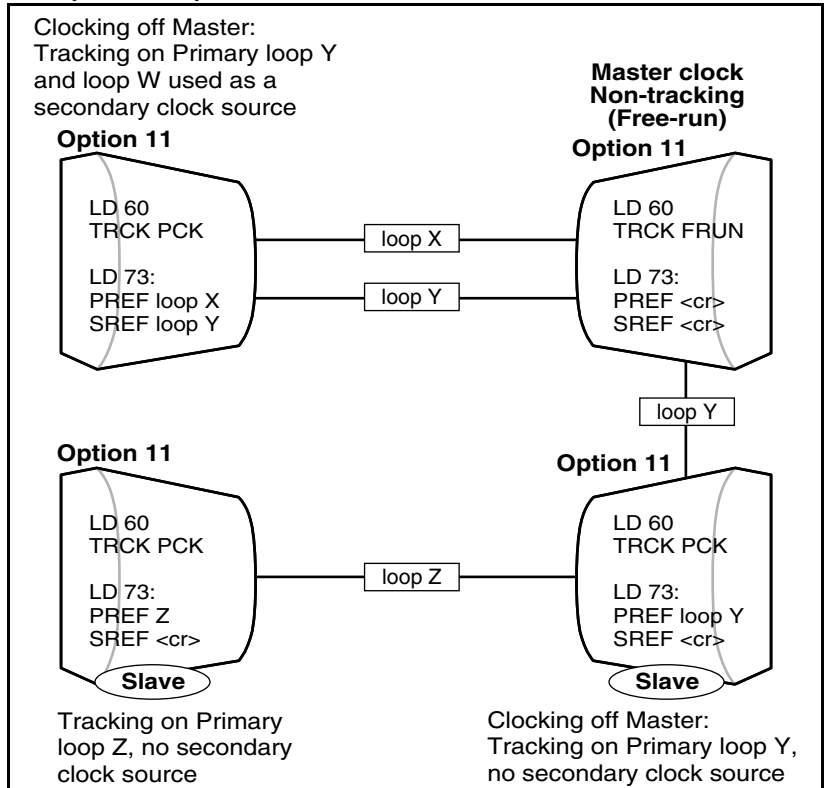 Clocking off Master:
Tracking on Primary loop Y
and loop W used as a
secondary clock source
Option 11
LD 60
TRCK PCK
LD 73:
PREF loop X
SREF loop Y
loop X
loop Y
Master clock
Non-tracking
(Free-run)
Option 11
LD 60
TRCK FRUN
LD 73:
PREF <cr>
SREF <cr>
loop Y
Option 11
LD 60
TRCK PCK
LD 73:
PREF Z
SREF <cr>
Slave
Tracking on Primary
loop Z, no secondary
clock source
loop Z
Option 11
LD 60
TRCK PCK
LD 73:
PREF loop Y
SREF <cr>
Slave
Clocking off Master:
Tracking on Primary loop Y,
no secondary clock source